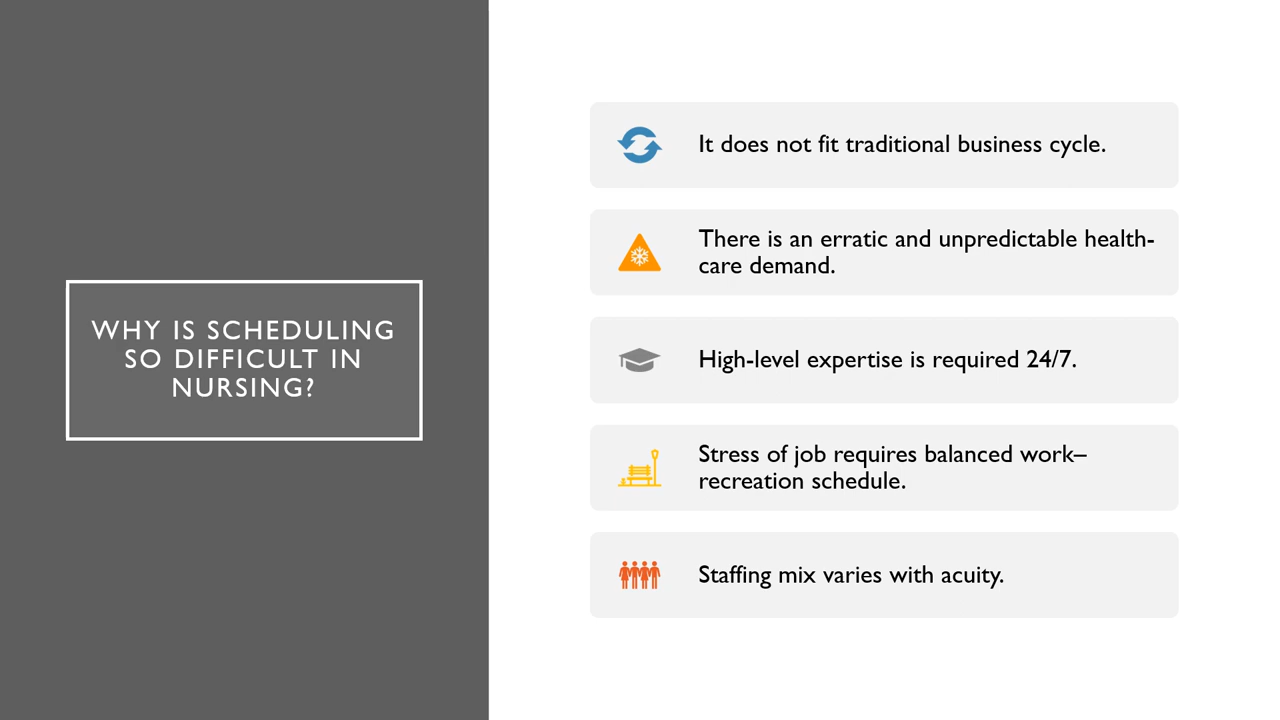 WHY IS SCHEDULING
SO DIFFICULT IN
NURSING?
It does not fit traditional business cycle.
There is an erratic and unpredictable health-
care demand.
High-level expertise is required 24/7.
Stress of job requires balanced work–
recreation schedule.
Staffing mix varies with acuity.